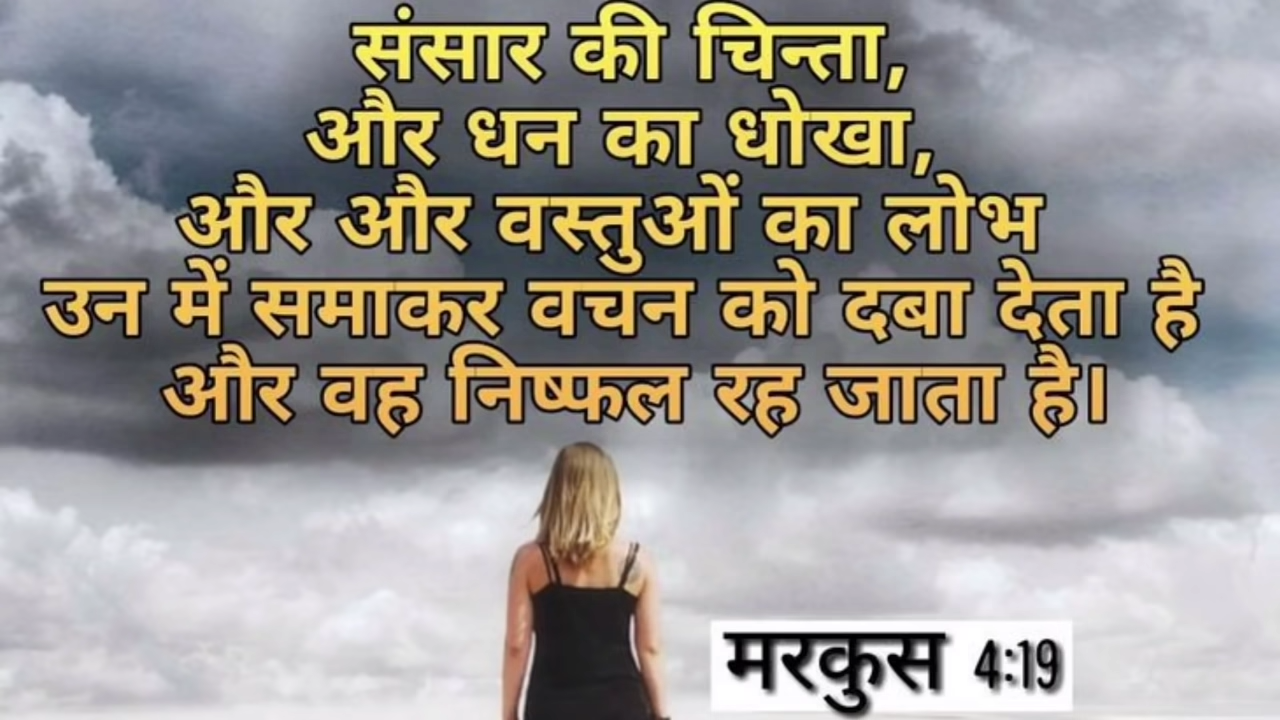 संसार की चिन्ता,
और धन का धोखा,
और और वस्तुओं का लोभ
उन में समाकर वचन को दबा देता है
और वह निष्फल रह जाता है।
मरकुस 4:19